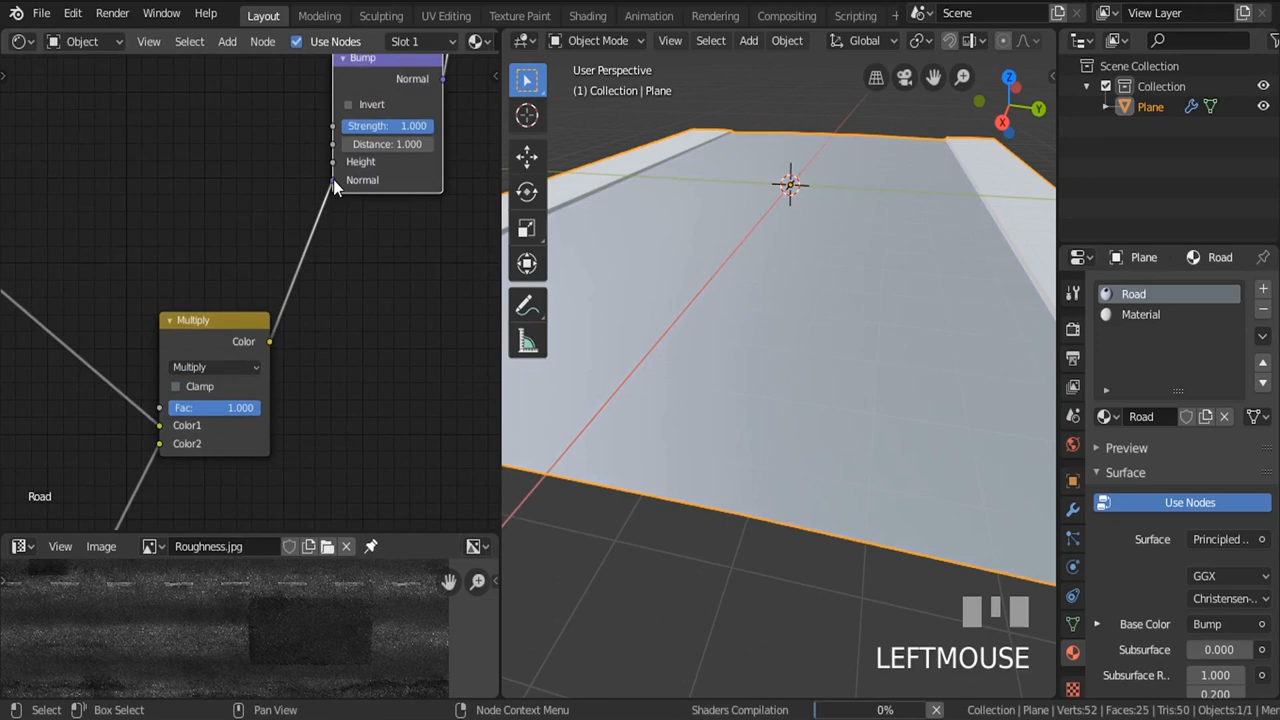 File Edit Render Window Help Layout Modeling Sculpting UV Editing Texture Paint Shading Animation Rendering Compositing Scripting + Scene View Layer
Object View Select Add Node Use Nodes Slot 1
Object Mode View Select Add Object Global
Bump
Normal
Invert
Strength: 1.000
Distance: 1.000
Height
Normal
Multiply
Color
Multiply
Clamp
Fac: 1.000
Color1
Color2
Road
View Image Roughness.jpg
User Perspective
(1) Collection | Plane
Z
Y
X
LEFTMOUSE
Scene Collection
Collection
Plane
Plane Road
Road
Material
Road
Preview
Surface
Use Nodes
Surface Principled ..
GGX
Christensen-..
Base Color Bump
Subsurface 0.000
Subsurface R.. 1.000
0.200
Select Box Select Pan View Node Context Menu Shaders Compilation 0% Collection | Plane | Verts:52 | Faces:25 | Tris:50 | Objects:1/1 | Mer